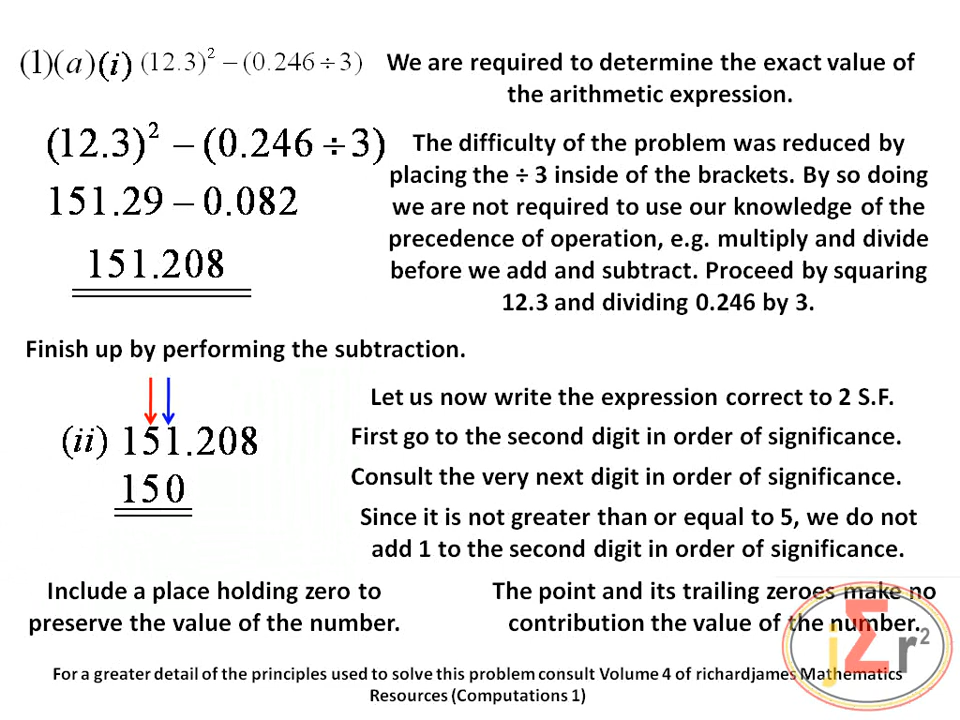 (1)(a)(i) (12.3)² − (0.246 ÷ 3) We are required to determine the exact value of
the arithmetic expression.
(12.3)² − (0.246 ÷ 3)
151.29 − 0.082
151.208
The difficulty of the problem was reduced by
placing the ÷ 3 inside of the brackets. By so doing
we are not required to use our knowledge of the
precedence of operation, e.g. multiply and divide
before we add and subtract. Proceed by squaring
12.3 and dividing 0.246 by 3.
Finish up by performing the subtraction.
(ii) 151.208
150
Let us now write the expression correct to 2 S.F.
First go to the second digit in order of significance.
Consult the very next digit in order of significance.
Since it is not greater than or equal to 5, we do not
add 1 to the second digit in order of significance.
Include a place holding zero to
preserve the value of the number.
The point and its trailing zeroes make no
contribution the value of the number.
jΣr²
For a greater detail of the principles used to solve this problem consult Volume 4 of richardjames Mathematics
Resources (Computations 1)